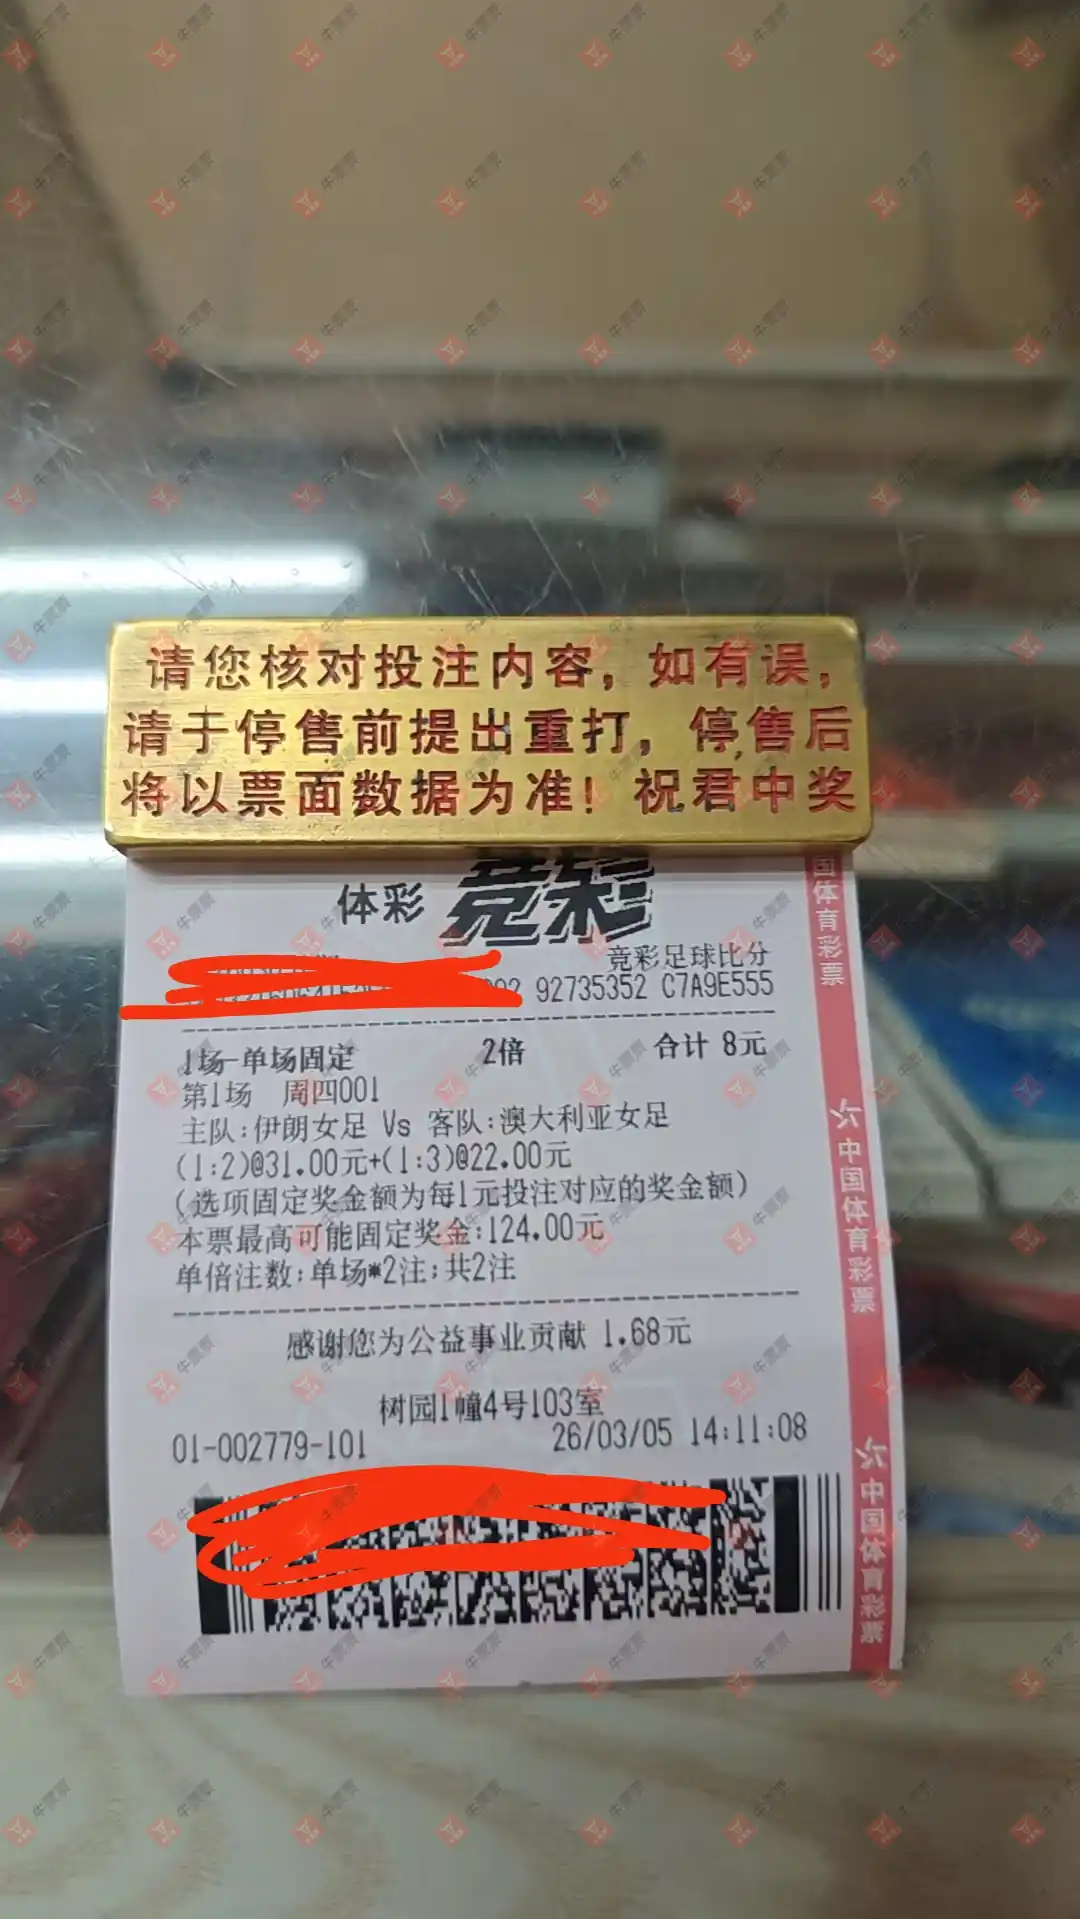 请您核对投注内容，如有误，
请于停售前提出重打，停售后
将以票面数据为准！祝君中奖
体彩 竞彩
竞彩足球比分
92735352 C7A9E555
1场-单场固定 2倍 合计 8元
第1场 周四001
主队:伊朗女足 Vs 客队:澳大利亚女足
(1:2)@31.00元+(1:3)@22.00元
(选项固定奖金额为每1元投注对应的奖金额)
本票最高可能固定奖金:124.00元
单倍注数:单场*2注;共2注
感谢您为公益事业贡献 1.68元
树园1幢4号103室
01-002779-101 26/03/05 14:11:08
国体育彩票
中国体育彩票
中国体育彩票
牛票票